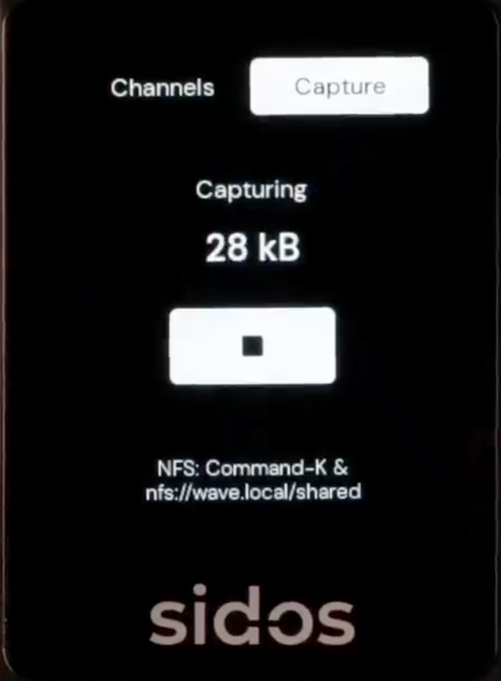 Channels Capture
Capturing
28 kB
NFS: Command-K &
nfs://wave.local/shared
sidos